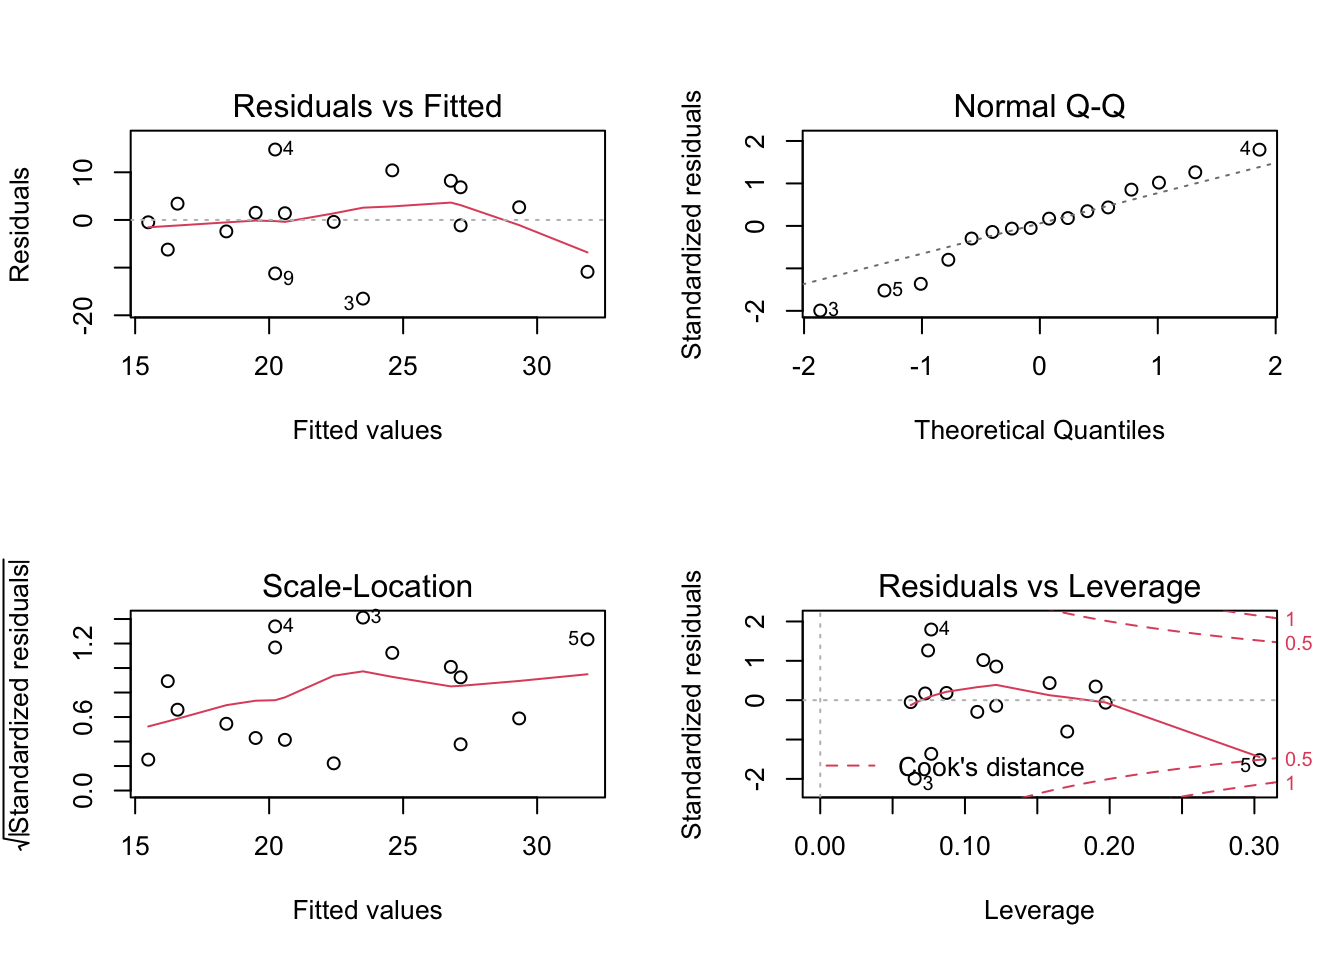 Residuals vs Fitted
Residuals
10
0
-20
4
9
3
15 20 25 30
Fitted values
Normal Q-Q
Standardized residuals
2
1
0
-2
4
5
3
-2 -1 0 1 2
Theoretical Quantiles
Scale-Location
√|Standardized residuals|
1.2
0.6
0.0
4
3
5
15 20 25 30
Fitted values
Residuals vs Leverage
Standardized residuals
2
1
0
-2
4
3
5
Cook's distance
1
0.5
0.5
1
0.00 0.10 0.20 0.30
Leverage